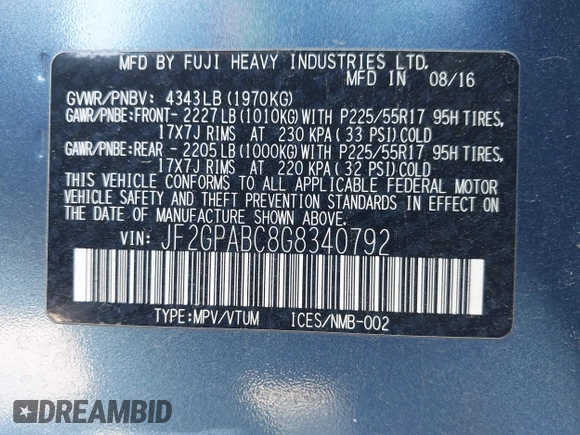 MFD BY FUJI HEAVY INDUSTRIES LTD.
MFD IN 08/16
GVWR/PNBV: 4343LB (1970KG)
GAWR/PNBE:FRONT- 2227LB (1010KG) WITH P225/55R17 95H TIRES,
17X7J RIMS AT 230 KPA (33 PSI) COLD
GAWR/PNBE:REAR - 2205LB (1000KG) WITH P225/55R17 95H TIRES,
17X7J RIMS AT 220 KPA (32 PSI) COLD
THIS VEHICLE CONFORMS TO ALL APPLICABLE FEDERAL MOTOR
VEHICLE SAFETY AND THEFT PREVENTION STANDARDS IN EFFECT
ON THE DATE OF MANUFACTURE SHOWN ABOVE.
VIN: JF2GPABC8G8340792
TYPE:MPV/VTUM ICES/NMB-002
DREAMBID